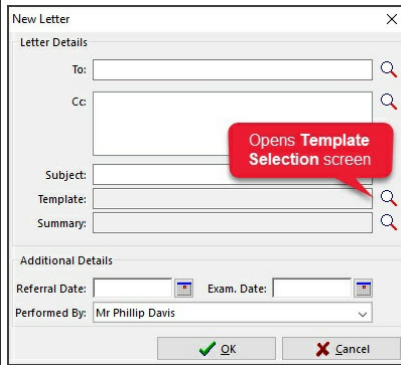 New Letter
Letter Details
To:
Cc:
Opens Template
Selection screen
Subject:
Template:
Summary:
Additional Details
Referral Date: Exam. Date:
Performed By: Mr Phillip Davis
OK Cancel